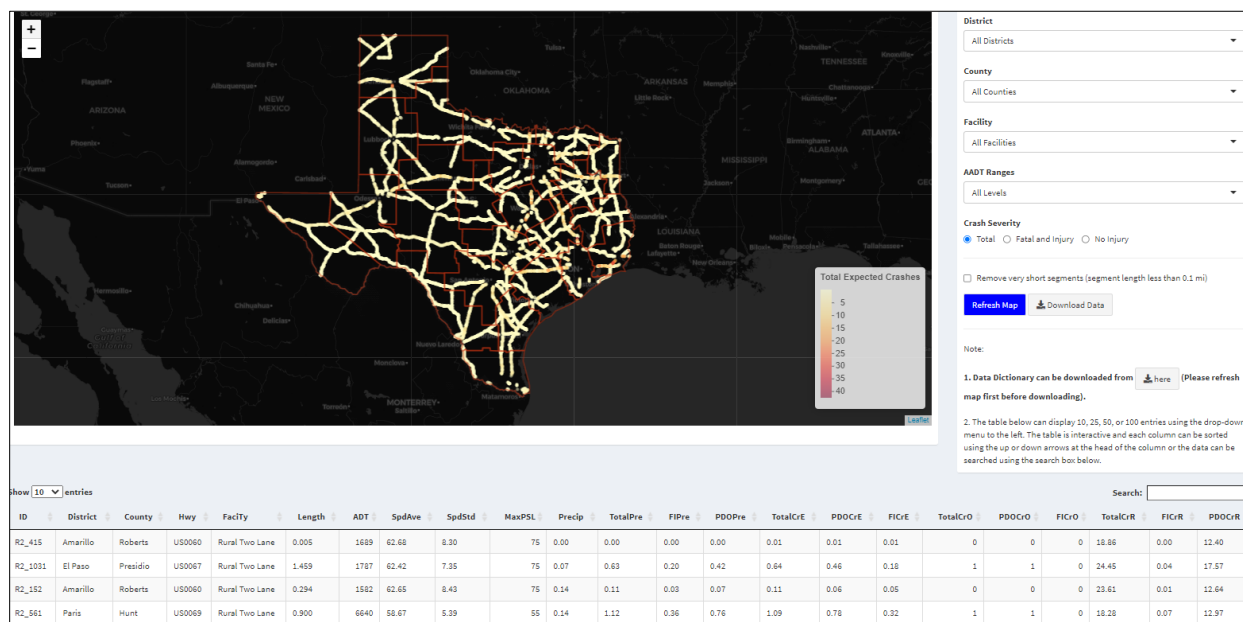 +
−
Tulsa
Nashville
Knoxville
TENNESSEE
Santa Fe
Oklahoma City
Flagstaff
Albuquerque
ARKANSAS
Memphis
Chattanooga
OKLAHOMA
Little Rock
Huntsville
ARIZONA
NEW
MEXICO
ATLANTA
Birmingham
ALABAMA
Phoenix
Yuma
Alamogordo
MISSISSIPPI
Carlsbad
Jackson
Montgomery
Tucson
El Paso
Alexandria
LOUISIANA
Mobile
Baton Rouge
Tallahassee
Lafayette
New Orleans
Hermosillo
Chihuahua
Delicias
Nuevo Laredo
Monclova
Los Mochis
MONTERREY
Torreón
Saltillo
Matamoros
Total Expected Crashes
5
10
15
20
25
30
35
40
Leaflet
District
All Districts
County
All Counties
Facility
All Facilities
AADT Ranges
All Levels
Crash Severity
Total Fatal and Injury No Injury
Remove very short segments (segment length less than 0.1 mi)
Refresh Map Download Data
Note:
1. Data Dictionary can be downloaded from here (Please refresh
map first before downloading).
2. The table below can display 10, 25, 50, or 100 entries using the drop-down
menu to the left. The table is interactive and each column can be sorted
using the up or down arrows at the head of the column or the data can be
searched using the search box below.
Show 10 entries Search:
ID District County Hwy FaciTy Length ADT SpdAve SpdStd MaxPSL Precip TotalPre FIPre PDOPre TotalCrE PDOCrE FICrE TotalCrO PDOCrO FICrO TotalCrR FICrR PDOCrR
R2_415 Amarillo Roberts US0060 Rural Two Lane 0.005 1689 62.68 8.30 75 0.00 0.00 0.00 0.00 0.01 0.01 0.01 0 0 0 18.86 0.00 12.40
R2_1031 El Paso Presidio US0067 Rural Two Lane 1.459 1787 62.42 7.35 75 0.07 0.63 0.20 0.42 0.64 0.46 0.18 1 1 0 24.45 0.04 17.57
R2_152 Amarillo Roberts US0060 Rural Two Lane 0.294 1582 62.65 8.43 75 0.14 0.11 0.03 0.07 0.11 0.06 0.05 0 0 0 23.61 0.01 12.64
R2_561 Paris Hunt US0069 Rural Two Lane 0.900 6640 58.67 5.39 55 0.14 1.12 0.36 0.76 1.09 0.78 0.32 1 1 0 18.28 0.07 12.97